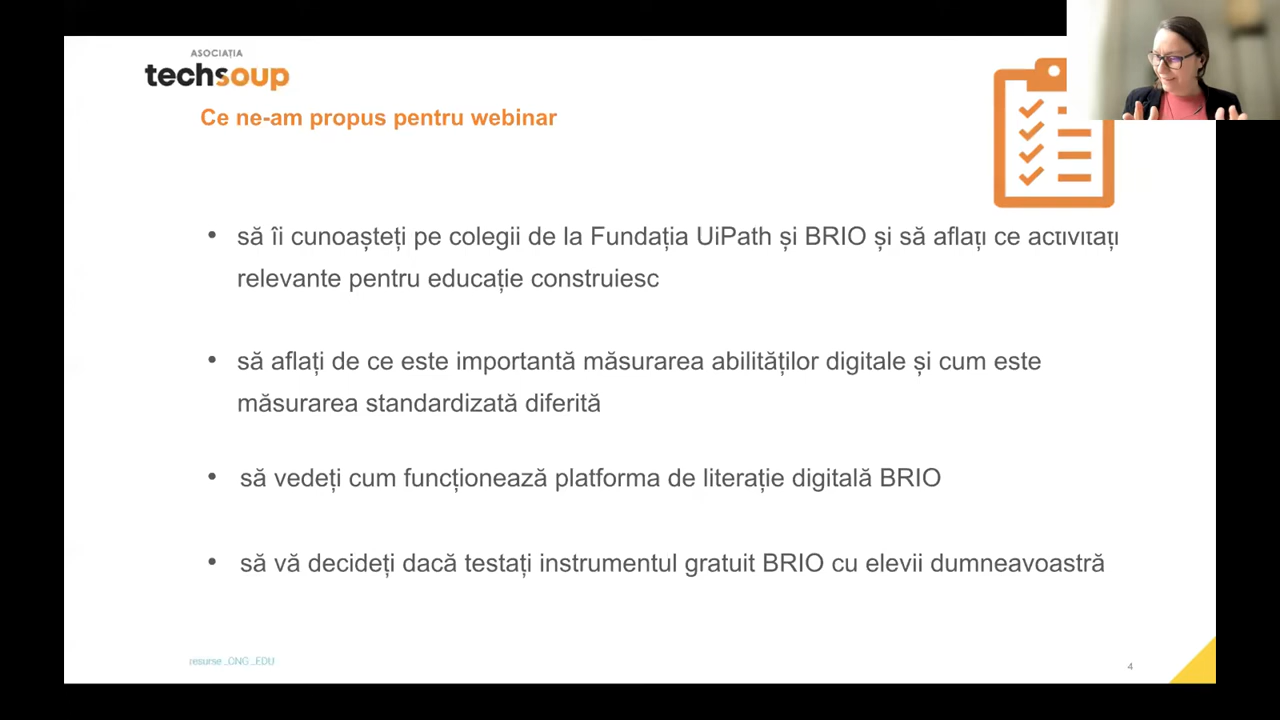 ASOCIAȚIA
techsoup
Ce ne-am propus pentru webinar
• să îi cunoașteți pe colegii de la Fundația UiPath și BRIO și să aflați ce activități
relevante pentru educație construiesc
• să aflați de ce este importantă măsurarea abilităților digitale și cum este
măsurarea standardizată diferită
• să vedeți cum funcționează platforma de literație digitală BRIO
• să vă decideți dacă testați instrumentul gratuit BRIO cu elevii dumneavoastră
resurse_ONG_EDU
4